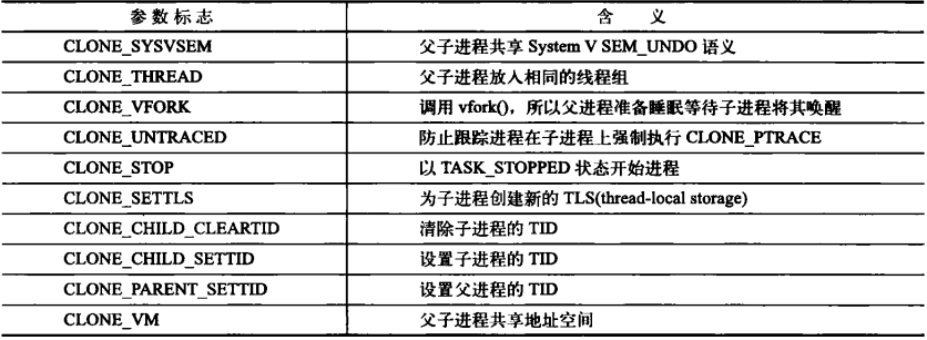 参数标志 含 义
CLONE_SYSVSEM 父子进程共享 System V SEM_UNDO 语义
CLONE_THREAD 父子进程放入相同的线程组
CLONE_VFORK 调用 vfork(), 所以父进程准备睡眠等待子进程将其唤醒
CLONE_UNTRACED 防止跟踪进程在子进程上强制执行 CLONE_PTRACE
CLONE_STOP 以 TASK_STOPPED 状态开始进程
CLONE_SETTLS 为子进程创建新的 TLS(thread-local storage)
CLONE_CHILD_CLEARTID 清除子进程的 TID
CLONE_CHILD_SETTID 设置子进程的 TID
CLONE_PARENT_SETTID 设置父进程的 TID
CLONE_VM 父子进程共享地址空间